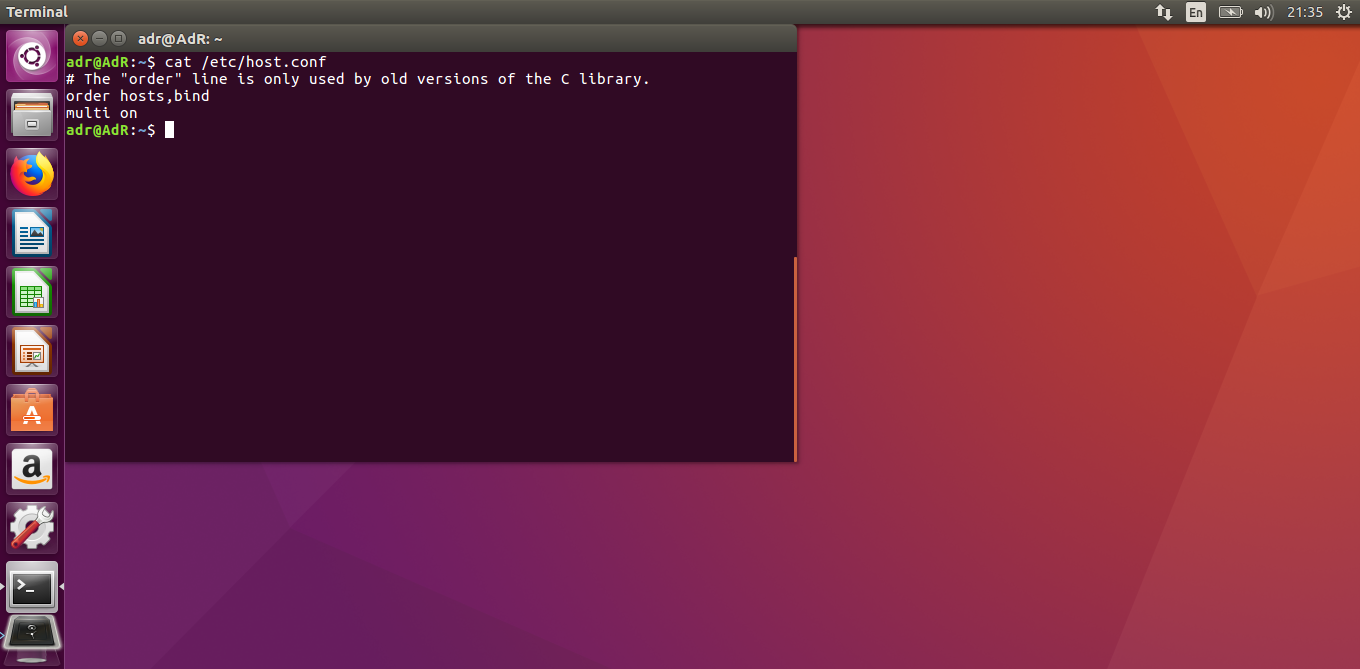 Terminal
En
21:35
adr@AdR: ~
adr@AdR:~$ cat /etc/host.conf
# The "order" line is only used by old versions of the C library.
order hosts,bind
multi on
adr@AdR:~$
A
a
>_